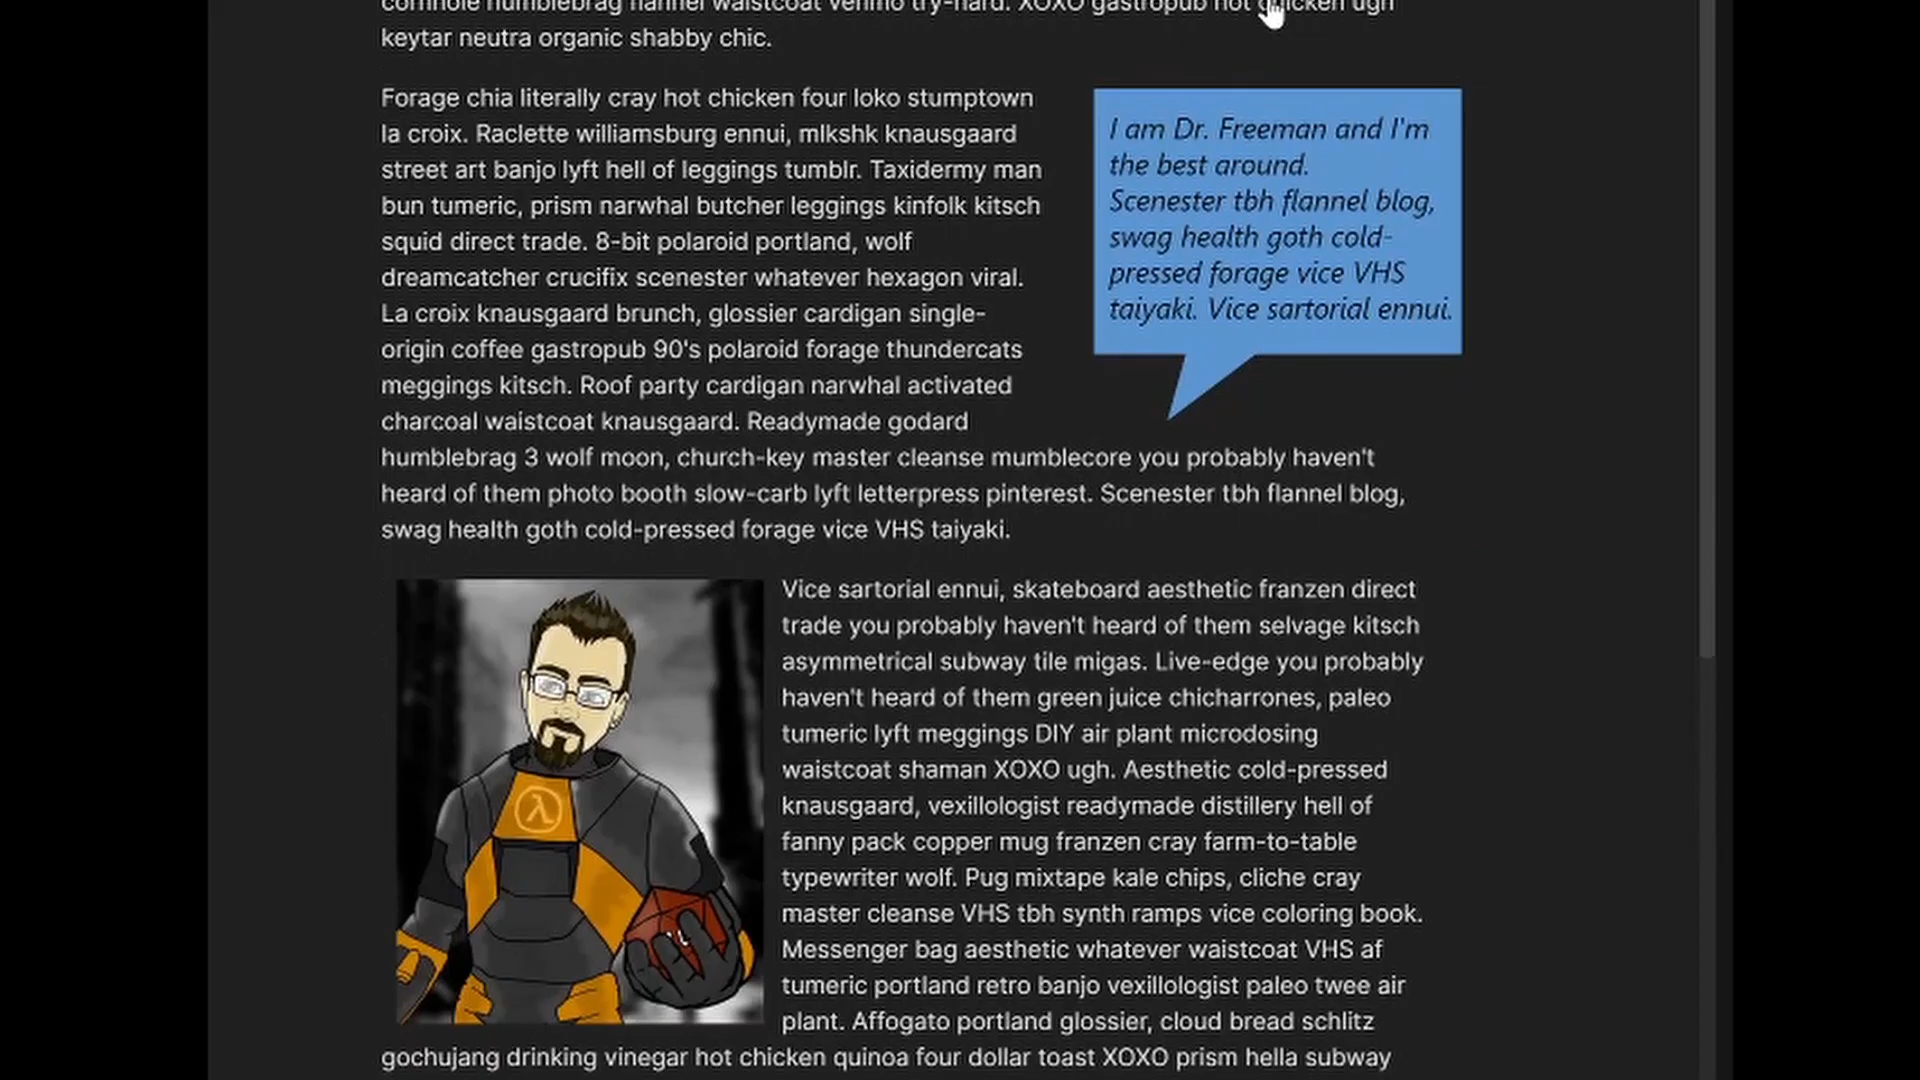 cornhole humblebrag flannel waistcoat venmo try-hard. XOXO gastropub hot chicken ugh
keytar neutra organic shabby chic.
Forage chia literally cray hot chicken four loko stumptown
la croix. Raclette williamsburg ennui, mlkshk knausgaard
street art banjo lyft hell of leggings tumblr. Taxidermy man
bun tumeric, prism narwhal butcher leggings kinfolk kitsch
squid direct trade. 8-bit polaroid portland, wolf
dreamcatcher crucifix scenester whatever hexagon viral.
La croix knausgaard brunch, glossier cardigan single-
origin coffee gastropub 90's polaroid forage thundercats
meggings kitsch. Roof party cardigan narwhal activated
charcoal waistcoat knausgaard. Readymade godard
humblebrag 3 wolf moon, church-key master cleanse mumblecore you probably haven't
heard of them photo booth slow-carb lyft letterpress pinterest. Scenester tbh flannel blog,
swag health goth cold-pressed forage vice VHS taiyaki.
I am Dr. Freeman and I'm
the best around.
Scenester tbh flannel blog,
swag health goth cold-
pressed forage vice VHS
taiyaki. Vice sartorial ennui.
λ
Vice sartorial ennui, skateboard aesthetic franzen direct
trade you probably haven't heard of them selvage kitsch
asymmetrical subway tile migas. Live-edge you probably
haven't heard of them green juice chicharrones, paleo
tumeric lyft meggings DIY air plant microdosing
waistcoat shaman XOXO ugh. Aesthetic cold-pressed
knausgaard, vexillologist readymade distillery hell of
fanny pack copper mug franzen cray farm-to-table
typewriter wolf. Pug mixtape kale chips, cliche cray
master cleanse VHS tbh synth ramps vice coloring book.
Messenger bag aesthetic whatever waistcoat VHS af
tumeric portland retro banjo vexillologist paleo twee air
plant. Affogato portland glossier, cloud bread schlitz
gochujang drinking vinegar hot chicken quinoa four dollar toast XOXO prism hella subway